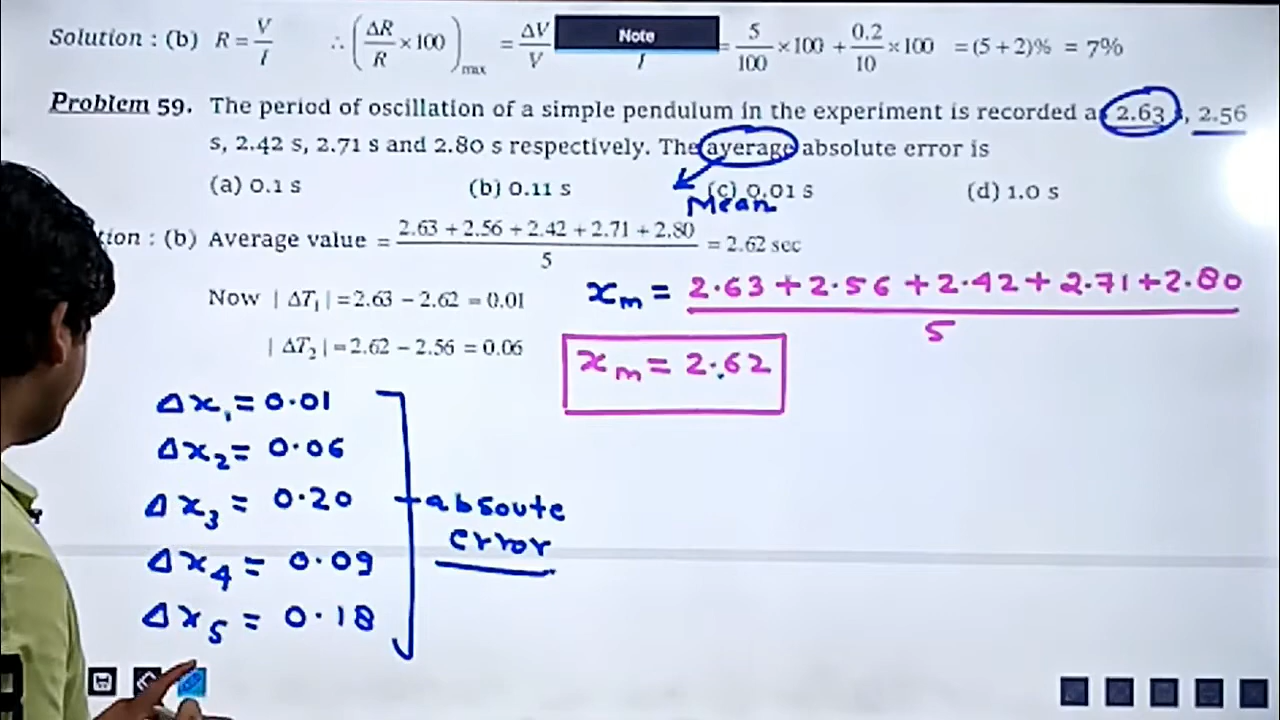 Solution : (b) R = V/I ∴ (ΔR/R × 100)max = ΔV/V Note I = 5/100 × 100 + 0.2/10 × 100 = (5 + 2)% = 7%
Problem 59. The period of oscillation of a simple pendulum in the experiment is recorded a 2.63 s, 2.56
s, 2.42 s, 2.71 s and 2.80 s respectively. The average absolute error is
(a) 0.1 s (b) 0.11 s (c) 0.01 s (d) 1.0 s
Mean
tion : (b) Average value = 2.63 + 2.56 + 2.42 + 2.71 + 2.80 / 5 = 2.62 sec
xm = 2.63 + 2.56 + 2.42 + 2.71 + 2.80 / 5
Now | ΔT1 | = 2.63 − 2.62 = 0.01
| ΔT2 | = 2.62 − 2.56 = 0.06
xm = 2.62
Δx1 = 0.01
Δx2 = 0.06
Δx3 = 0.20
absoute
error
Δx4 = 0.09
Δx5 = 0.18